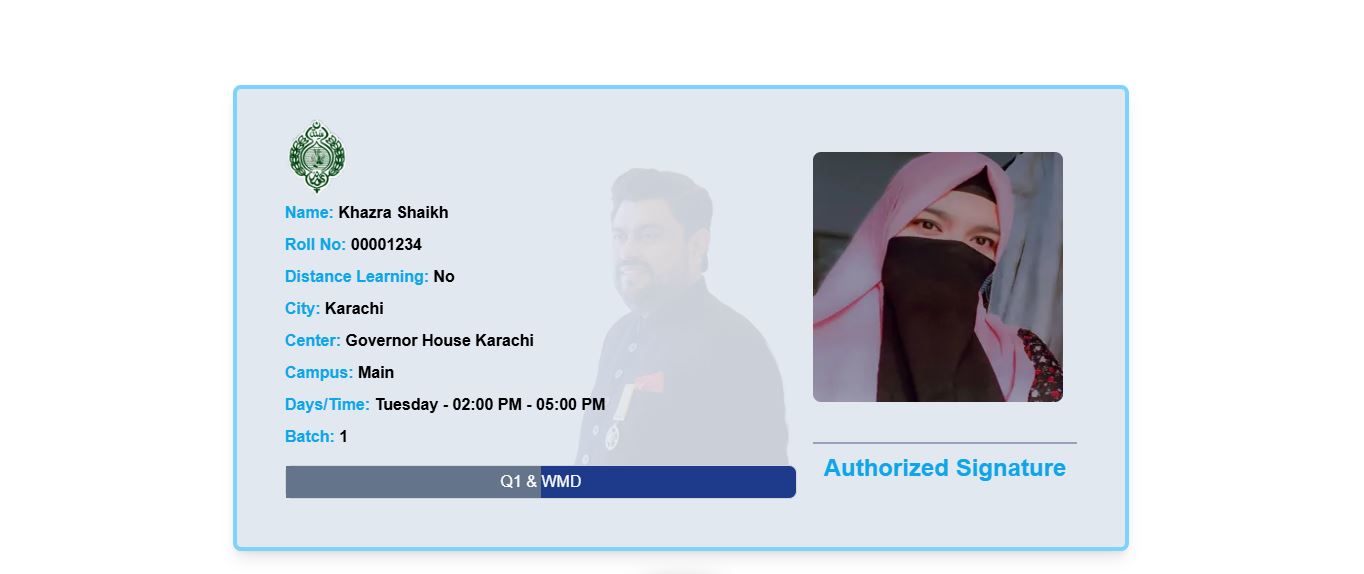 Name: Khazra Shaikh
Roll No: 00001234
Distance Learning: No
City: Karachi
Center: Governor House Karachi
Campus: Main
Days/Time: Tuesday - 02:00 PM - 05:00 PM
Batch: 1
Q1 & WMD
Authorized Signature